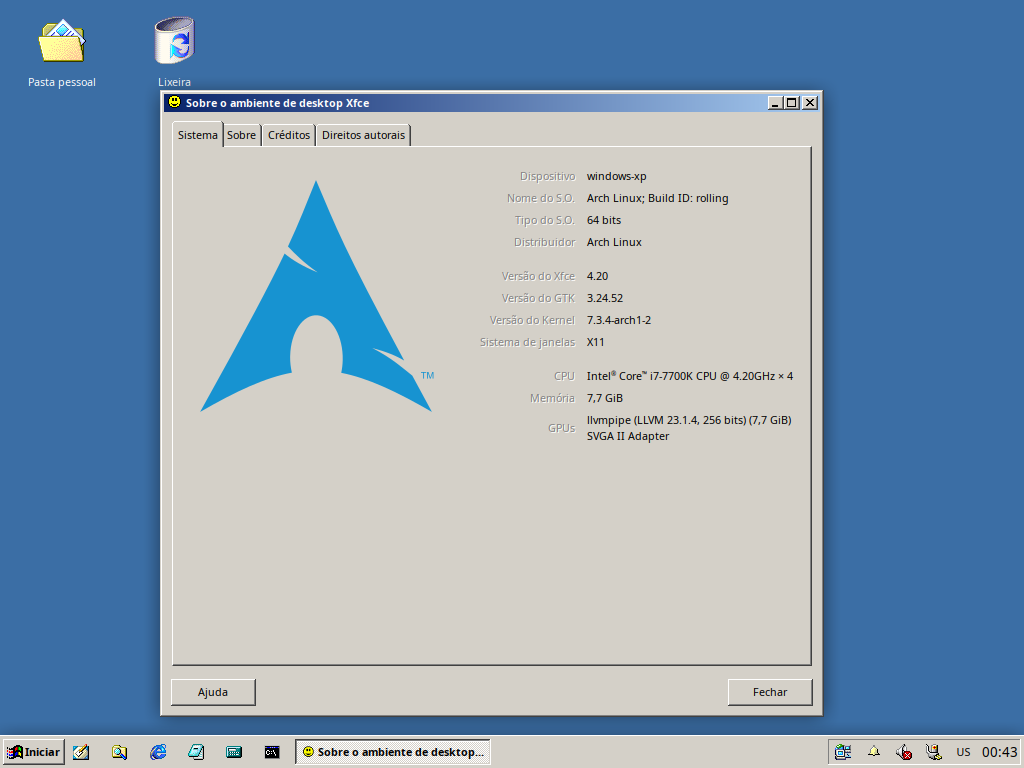 Pasta pessoal
Lixeira
Sobre o ambiente de desktop Xfce
Sistema
Sobre
Créditos
Direitos autorais
TM
Dispositivo windows-xp
Nome do S.O. Arch Linux; Build ID: rolling
Tipo do S.O. 64 bits
Distribuidor Arch Linux
Versão do Xfce 4.20
Versão do GTK 3.24.52
Versão do Kernel 7.3.4-arch1-2
Sistema de janelas X11
CPU Intel® Core™ i7-7700K CPU @ 4.20GHz × 4
Memória 7,7 GiB
GPUs llvmpipe (LLVM 23.1.4, 256 bits) (7,7 GiB)
SVGA II Adapter
Ajuda
Fechar
Iniciar
C:\
Sobre o ambiente de desktop...
US
00:43